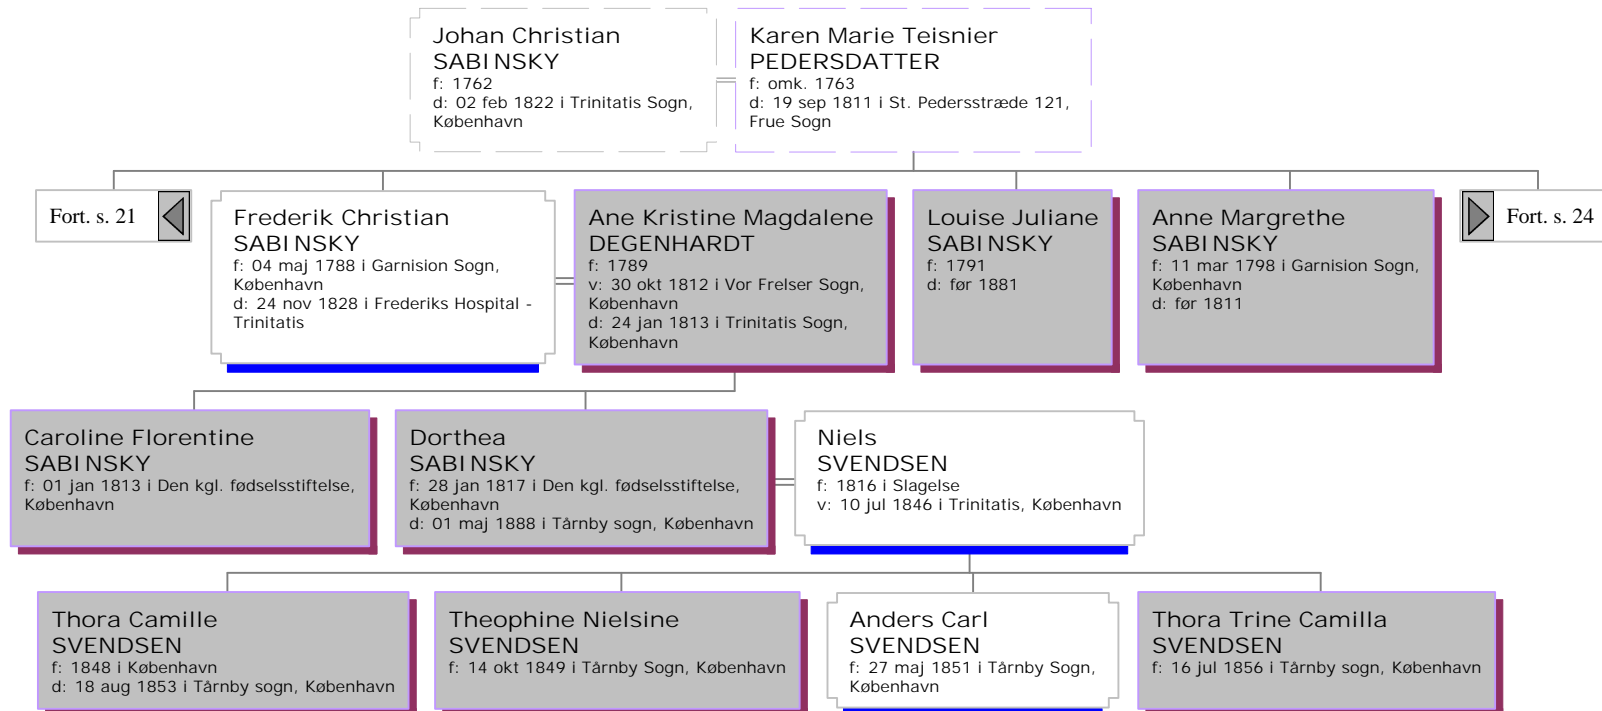 Johan Christian
SABINSKY
f: 1762
d: 02 feb 1822 i Trinitatis Sogn,
København
Karen Marie Teisnier
PEDERSDATTER
f: omk. 1763
d: 19 sep 1811 i St. Pedersstræde 121,
Frue Sogn
Fort. s. 21
Frederik Christian
SABINSKY
f: 04 maj 1788 i Garnision Sogn,
København
d: 24 nov 1828 i Frederiks Hospital -
Trinitatis
Ane Kristine Magdalene
DEGENHARDT
f: 1789
v: 30 okt 1812 i Vor Frelser Sogn,
København
d: 24 jan 1813 i Trinitatis Sogn,
København
Louise Juliane
SABINSKY
f: 1791
d: før 1881
Anne Margrethe
SABINSKY
f: 11 mar 1798 i Garnision Sogn,
København
d: før 1811
Fort. s. 24
Caroline Florentine
SABINSKY
f: 01 jan 1813 i Den kgl. fødselsstiftelse,
København
Dorthea
SABINSKY
f: 28 jan 1817 i Den kgl. fødselsstiftelse,
København
d: 01 maj 1888 i Tårnby sogn, København
Niels
SVENDSEN
f: 1816 i Slagelse
v: 10 jul 1846 i Trinitatis, København
Thora Camille
SVENDSEN
f: 1848 i København
d: 18 aug 1853 i Tårnby sogn, København
Theophine Nielsine
SVENDSEN
f: 14 okt 1849 i Tårnby Sogn, København
Anders Carl
SVENDSEN
f: 27 maj 1851 i Tårnby Sogn,
København
Thora Trine Camilla
SVENDSEN
f: 16 jul 1856 i Tårnby sogn, København